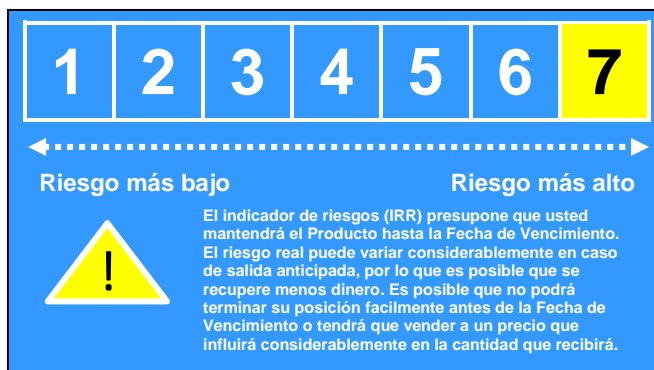 1 2 3 4 5 6 7
Riesgo más bajo Riesgo más alto
!
El indicador de riesgos (IRR) presupone que usted
mantendrá el Producto hasta la Fecha de Vencimiento.
El riesgo real puede variar considerablemente en caso
de salida anticipada, por lo que es posible que se
recupere menos dinero. Es posible que no podrá
terminar su posición facilmente antes de la Fecha de
Vencimiento o tendrá que vender a un precio que
influirá considerablemente en la cantidad que recibirá.